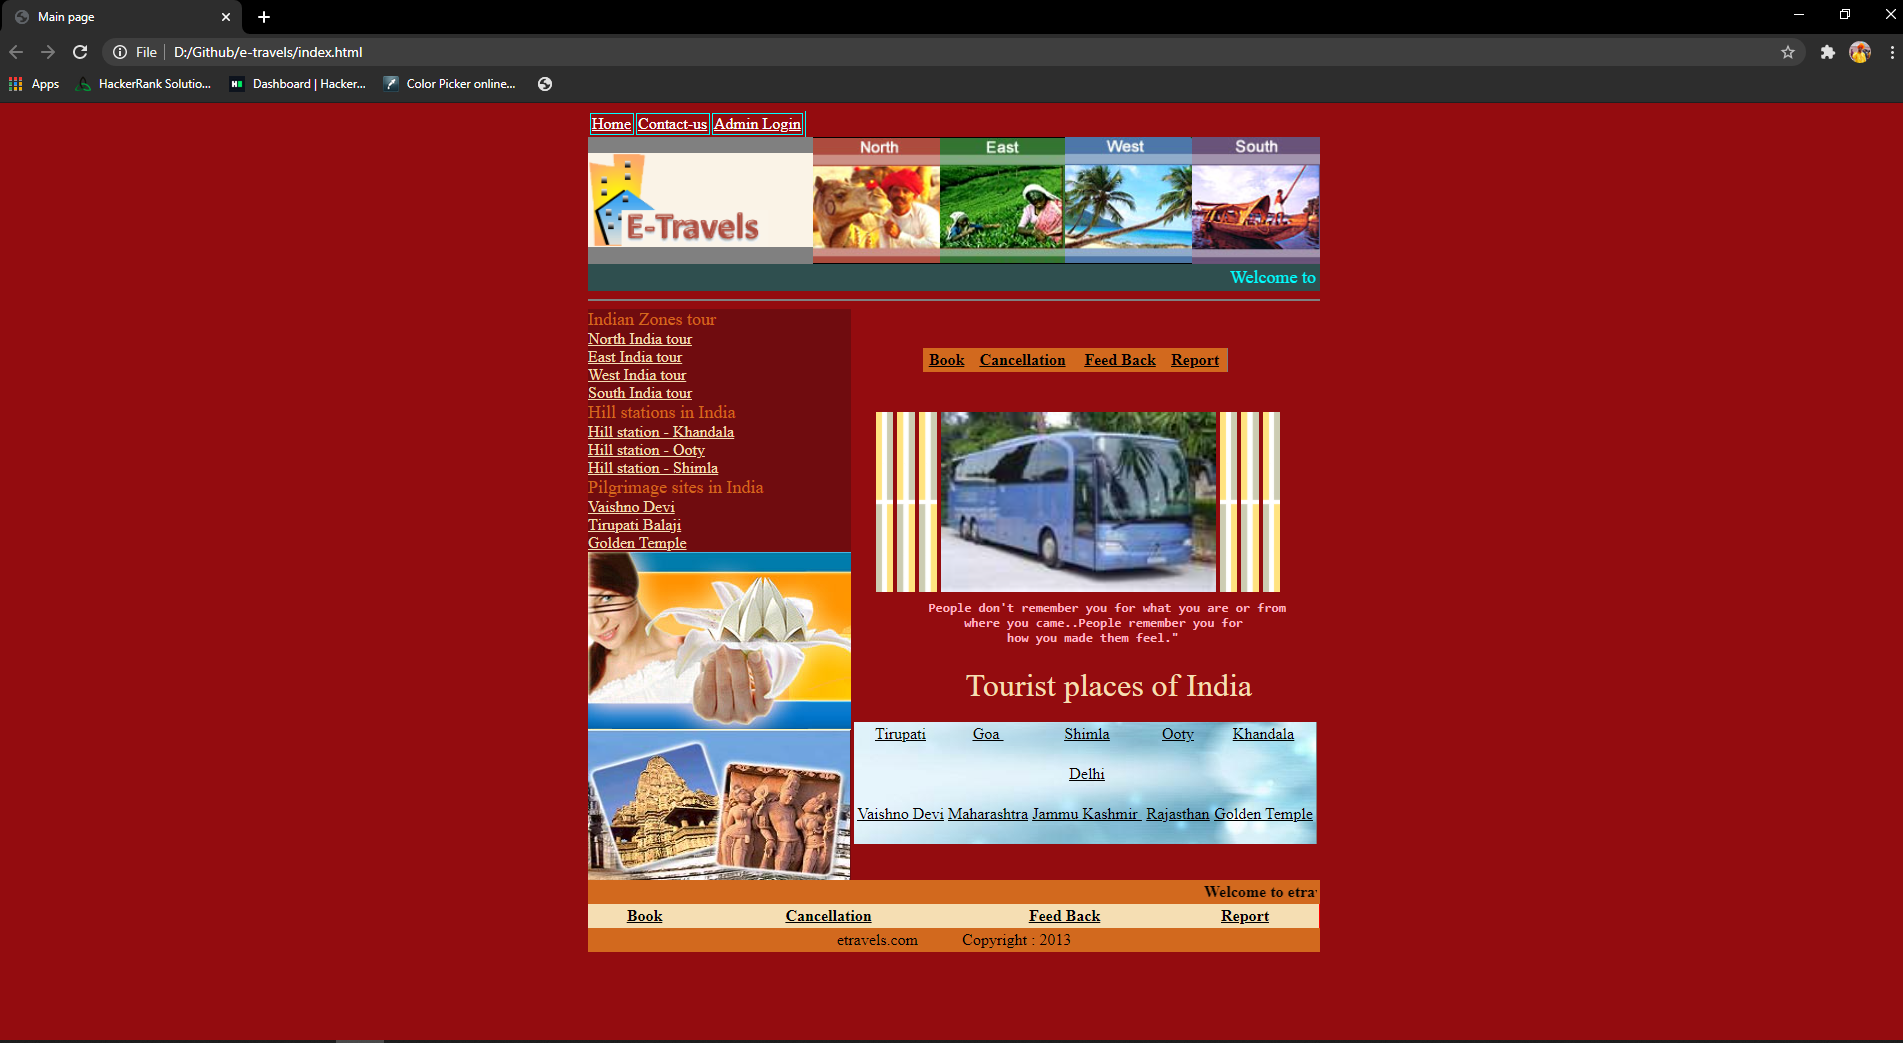 Main page
File D:/Github/e-travels/index.html
Apps HackerRank Solutio... Dashboard | Hacker... Color Picker online...
Home Contact-us Admin Login
North East West South
E-Travels
Welcome to
Indian Zones tour
North India tour
East India tour
West India tour
South India tour
Hill stations in India
Hill station - Khandala
Hill station - Ooty
Hill station - Shimla
Pilgrimage sites in India
Vaishno Devi
Tirupati Balaji
Golden Temple
Book Cancellation Feed Back Report
People don't remember you for what you are or from
where you came..People remember you for
how you made them feel."
Tourist places of India
Tirupati Goa Shimla Ooty Khandala
Delhi
Vaishno Devi Maharashtra Jammu Kashmir Rajasthan Golden Temple
Welcome to etra
Book Cancellation Feed Back Report
etravels.com Copyright : 2013